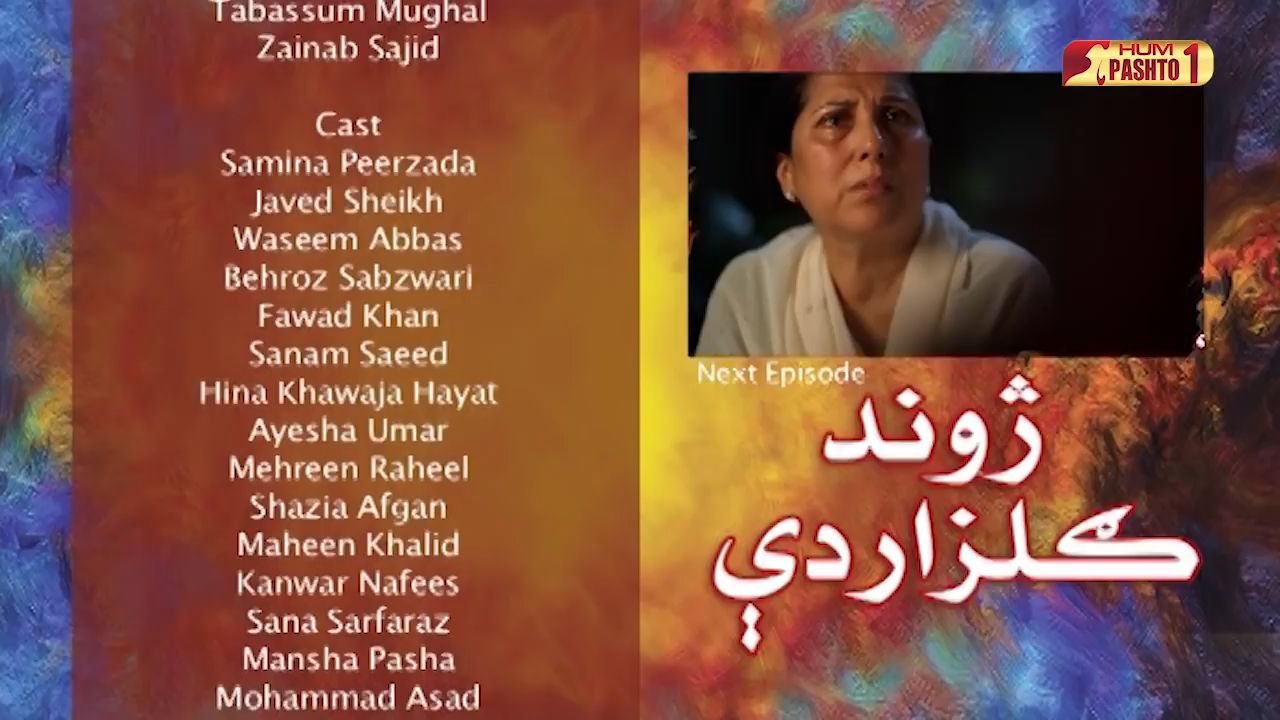 Tabassum Mughal
Zainab Sajid
Cast
Samina Peerzada
Javed Sheikh
Waseem Abbas
Behroz Sabzwari
Fawad Khan
Sanam Saeed
Hina Khawaja Hayat
Ayesha Umar
Mehreen Raheel
Shazia Afgan
Maheen Khalid
Kanwar Nafees
Sana Sarfaraz
Mansha Pasha
Mohammad Asad
HUM
PASHTO 1
Next Episode
ژوند
ګلزار دې